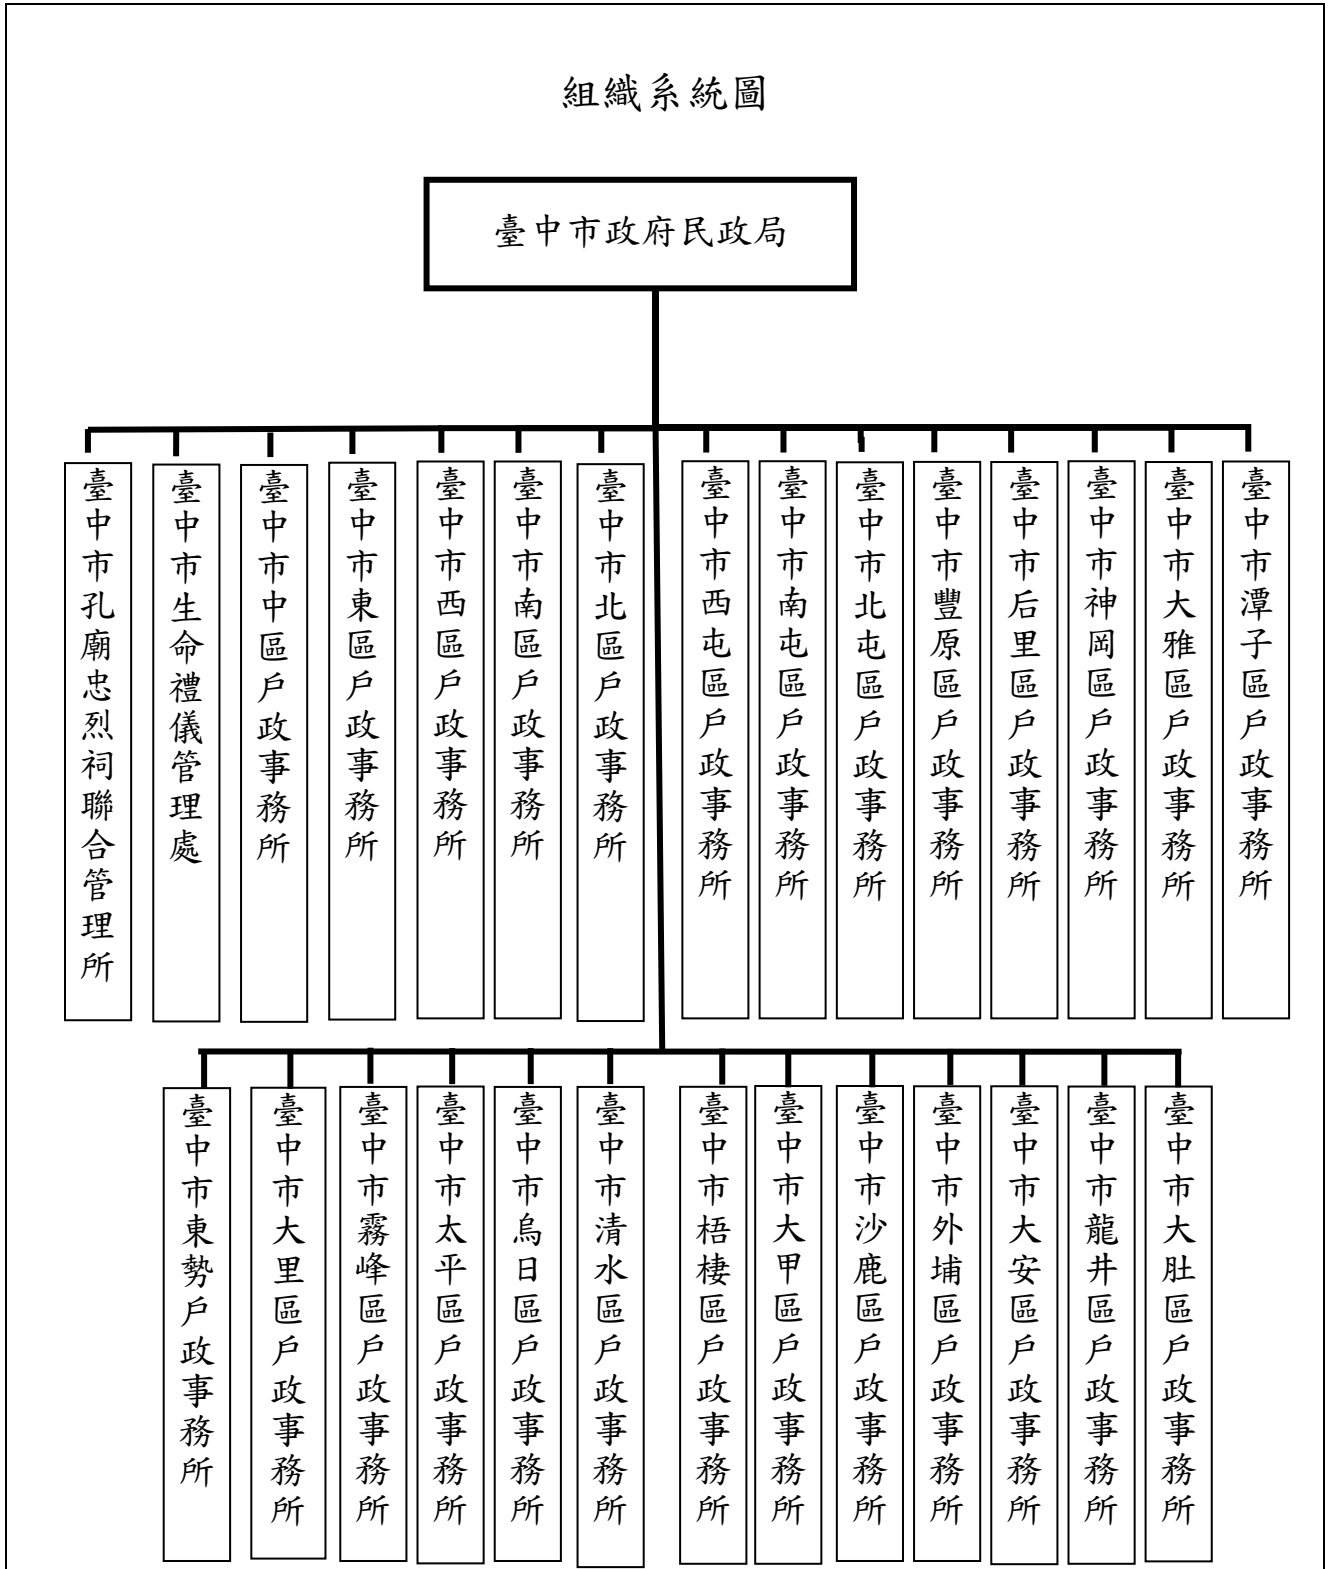 組織系統圖
臺中市政府民政局
臺中市孔廟忠烈祠聯合管理所
臺中市生命禮儀管理處
臺中市中區戶政事務所
臺中市東區戶政事務所
臺中市西區戶政事務所
臺中市南區戶政事務所
臺中市北區戶政事務所
臺中市西屯區戶政事務所
臺中市南屯區戶政事務所
臺中市北屯區戶政事務所
臺中市豐原區戶政事務所
臺中市后里區戶政事務所
臺中市神岡區戶政事務所
臺中市大雅區戶政事務所
臺中市潭子區戶政事務所
臺中市東勢戶政事務所
臺中市大里區戶政事務所
臺中市霧峰區戶政事務所
臺中市太平區戶政事務所
臺中市烏日區戶政事務所
臺中市清水區戶政事務所
臺中市梧棲區戶政事務所
臺中市大甲區戶政事務所
臺中市沙鹿區戶政事務所
臺中市外埔區戶政事務所
臺中市大安區戶政事務所
臺中市龍井區戶政事務所
臺中市大肚區戶政事務所